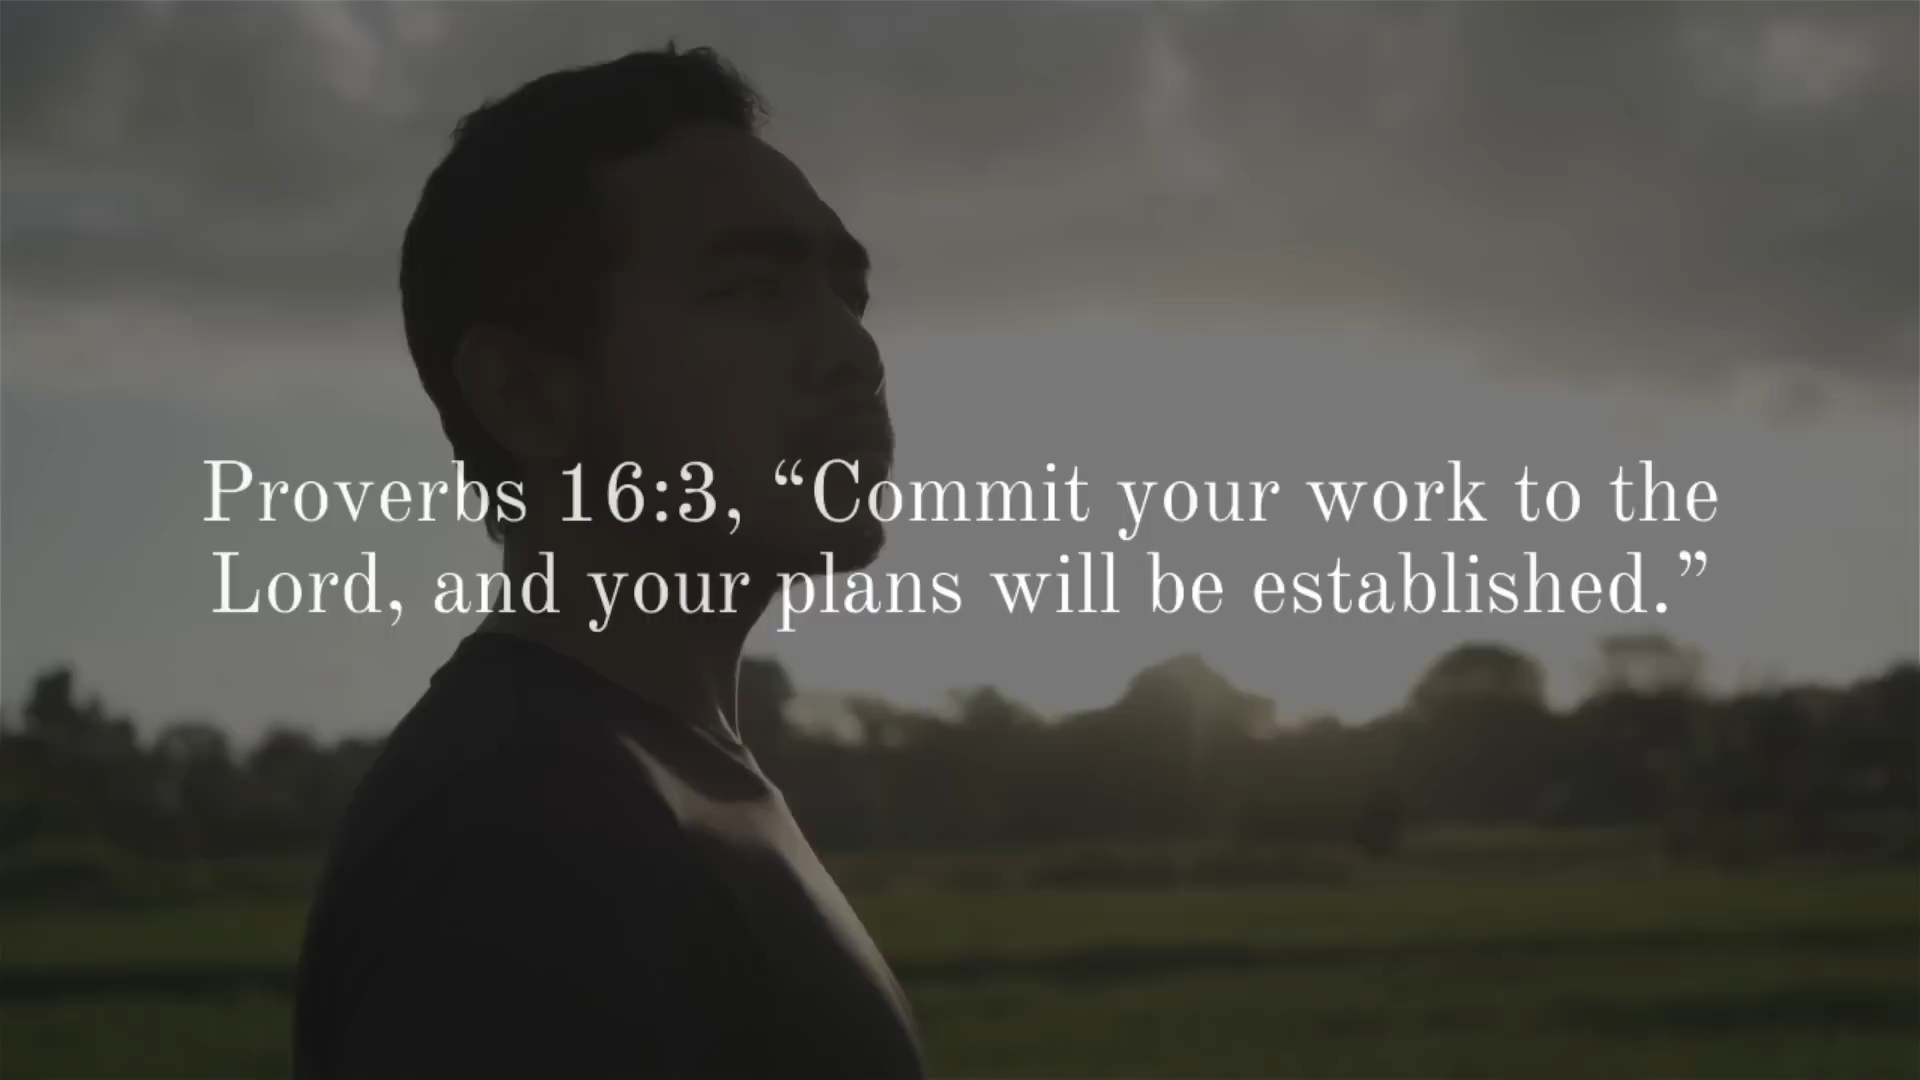 Proverbs 16:3, “Commit your work to the
Lord, and your plans will be established.”